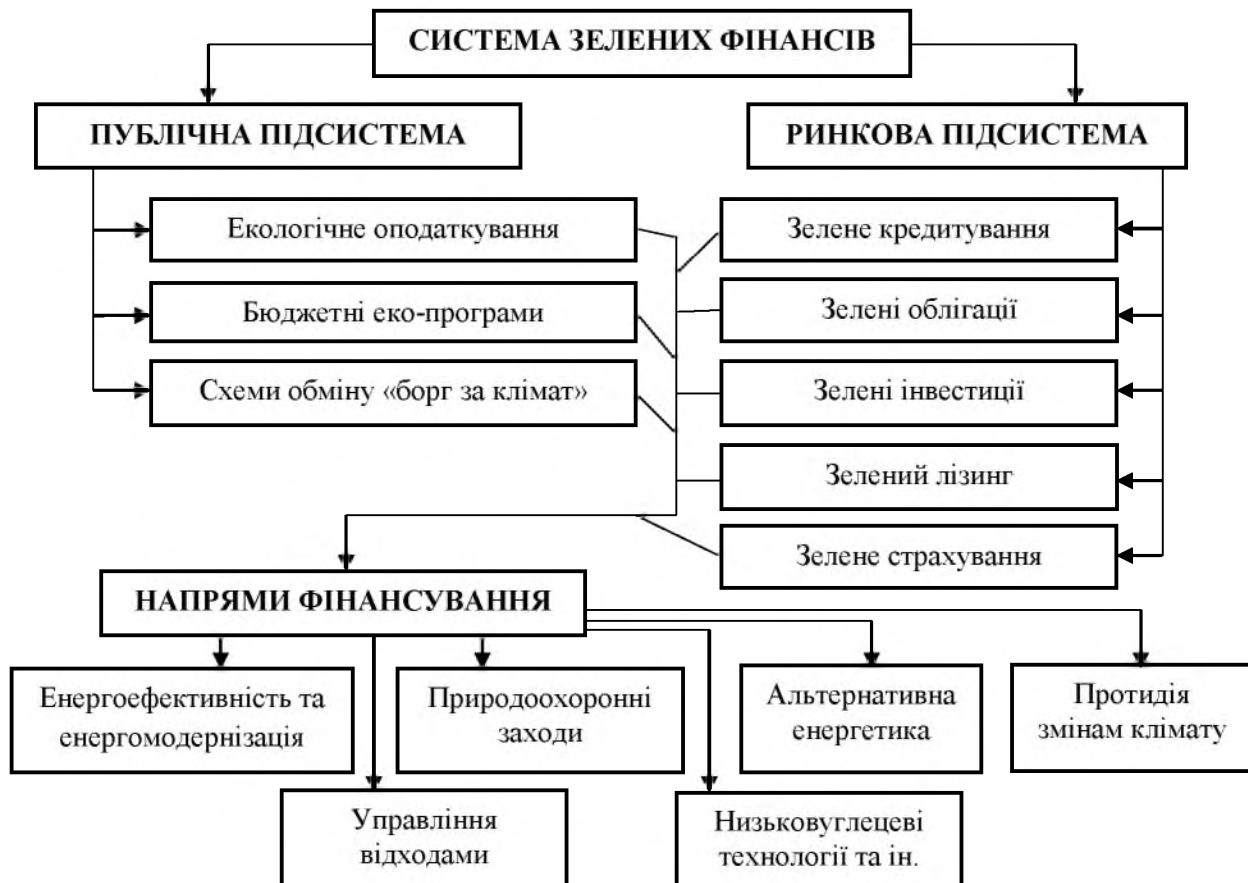 СИСТЕМА ЗЕЛЕНИХ ФІНАНСІВ
ПУБЛІЧНА ПІДСИСТЕМА
РИНКОВА ПІДСИСТЕМА
Екологічне оподаткування
Зелене кредитування
Бюджетні еко-програми
Зелені облігації
Схеми обміну «борг за клімат»
Зелені інвестиції
Зелений лізинг
Зелене страхування
НАПРЯМИ ФІНАНСУВАННЯ
Енергоефективність та
енергомодернізація
Природоохоронні
заходи
Альтернативна
енергетика
Протидія
змінам клімату
Управління
відходами
Низьковуглецеві
технології та ін.